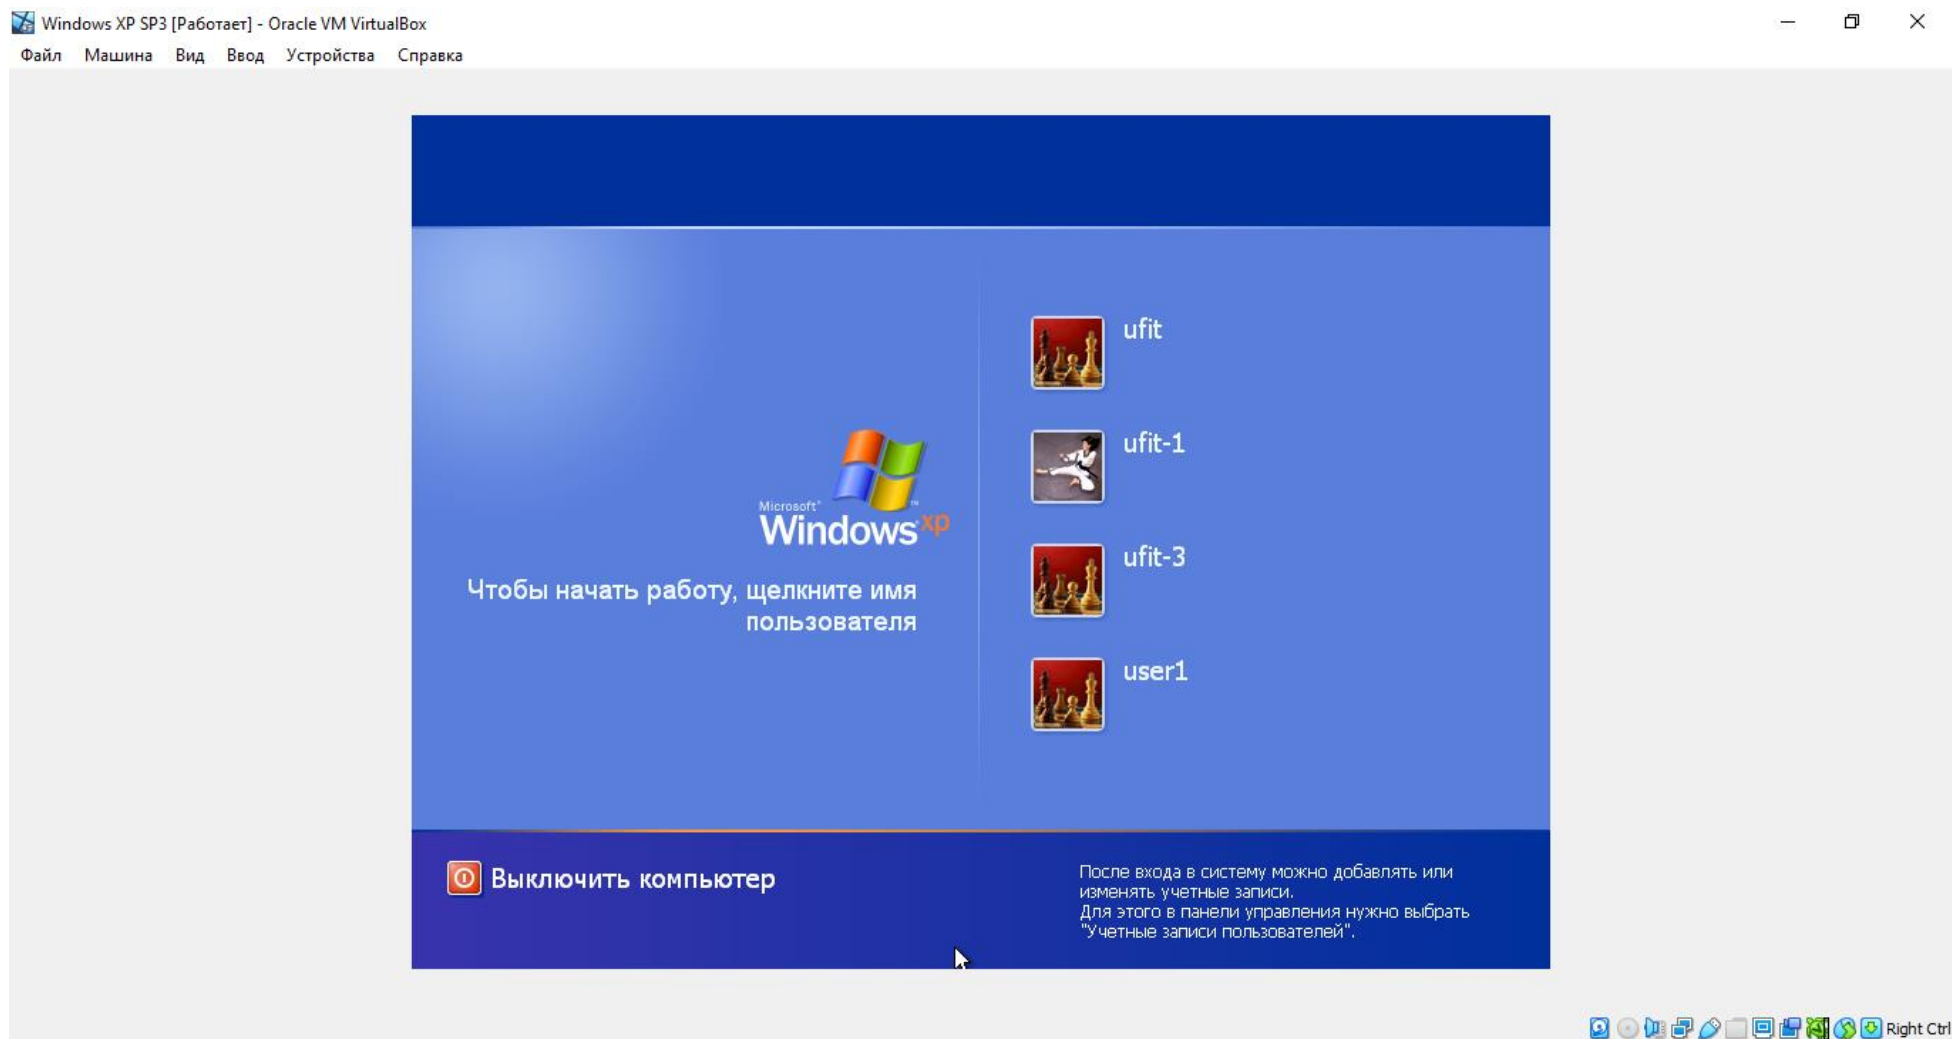 Windows XP SP3 [Работает] - Oracle VM VirtualBox
Файл Машина Вид Ввод Устройства Справка
ufit
ufit-1
Microsoft®
Windows xp™
ufit-3
Чтобы начать работу, щелкните имя
пользователя
user1
Выключить компьютер
После входа в систему можно добавлять или
изменять учетные записи.
Для этого в панели управления нужно выбрать
"Учетные записи пользователей".
Right Ctrl